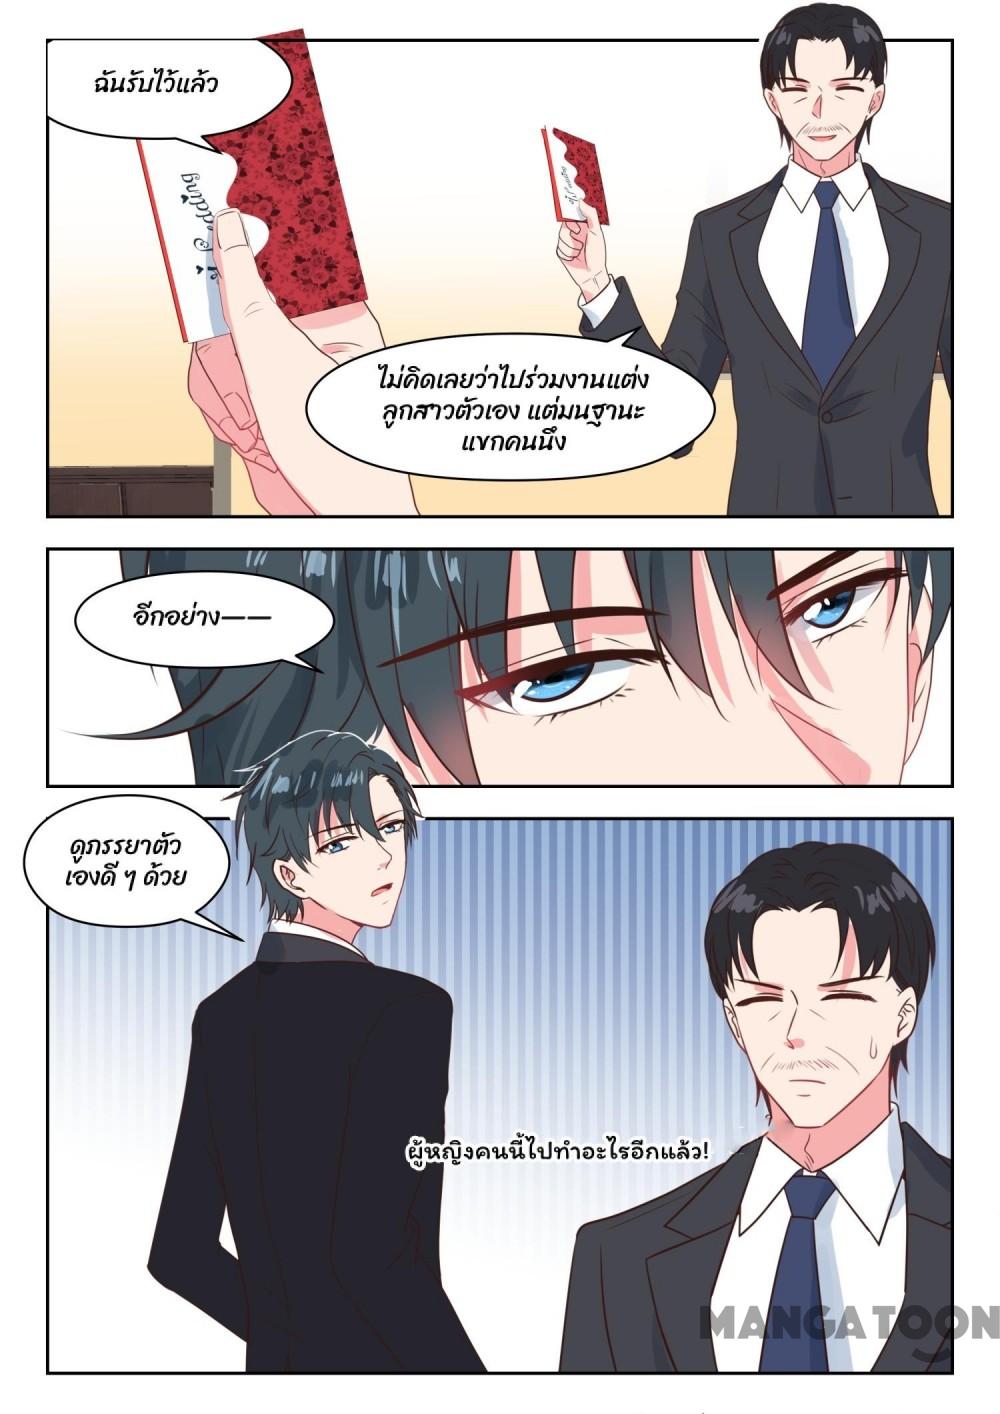 ฉันรับไว้แล้ว
Wedding
ไม่คิดเลยว่าไปร่วมงานแต่ง
ลูกสาวตัวเอง แต่มนฐานะ
แขกคนนึง
อีกอย่าง——
ดูภรรยาตัว
เองดี ๆ ด้วย
ผู้หญิงคนนี้ไปทำอะไรอีกแล้ว!
MANGATOON